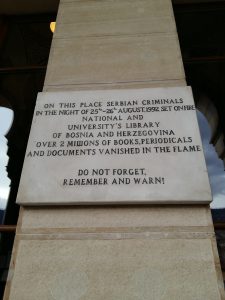 ON THIS PLACE SERBIAN CRIMINALS
IN THE NIGHT OF 25TH-26TH AUGUST, 1992. SET ON FIRE
NATIONAL AND
UNIVERSITY'S LIBRARY
OF BOSNIA AND HERZEGOVINA
OVER 2 MILLIONS OF BOOKS, PERIODICALS
AND DOCUMENTS VANISHED IN THE FLAME
DO NOT FORGET,
REMEMBER AND WARN!